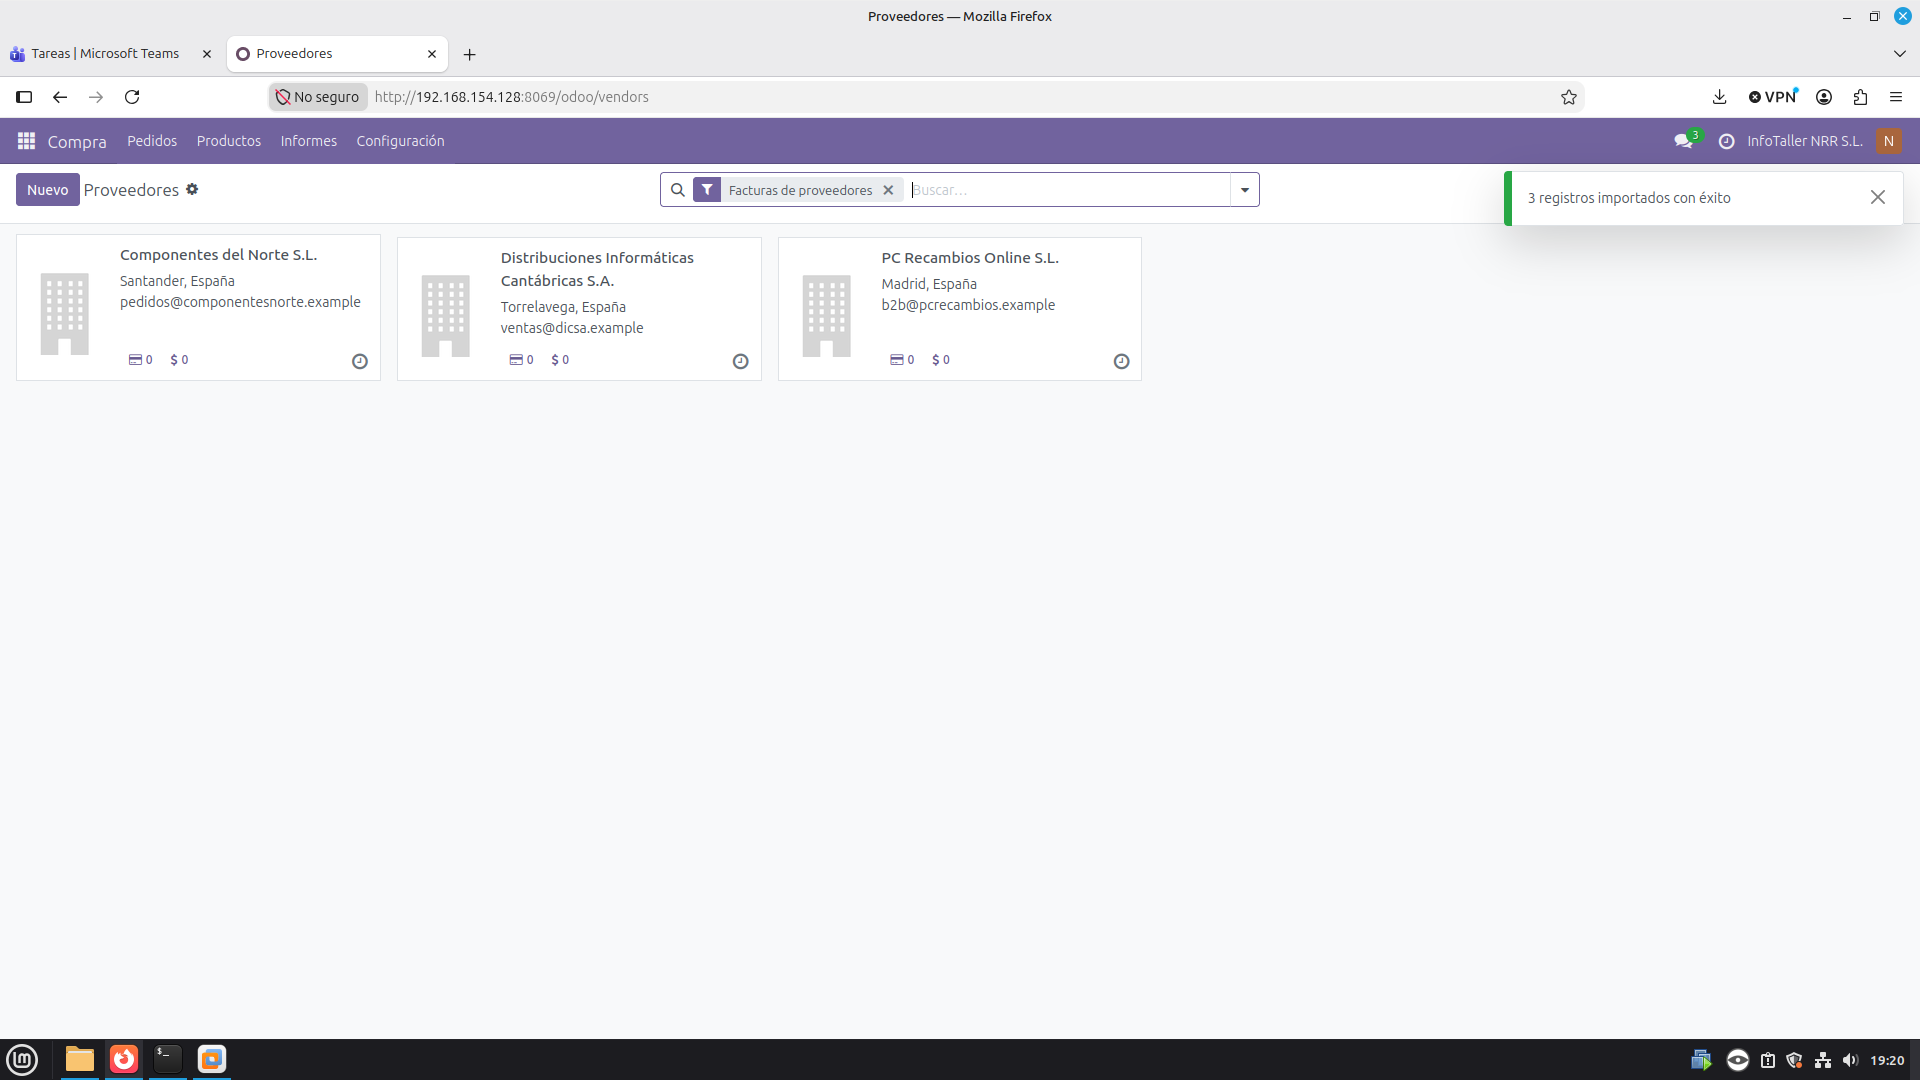 Proveedores — Mozilla Firefox
Tareas | Microsoft Teams
Proveedores
No seguro
http://192.168.154.128:8069/odoo/vendors
VPN
Compra
Pedidos
Productos
Informes
Configuración
3
InfoTaller NRR S.L.
N
Nuevo
Proveedores
Facturas de proveedores
Buscar...
3 registros importados con éxito
Componentes del Norte S.L.
Santander, España
pedidos@componentesnorte.example
0
$ 0
Distribuciones Informáticas
Cantábricas S.A.
Torrelavega, España
ventas@dicsa.example
0
$ 0
PC Recambios Online S.L.
Madrid, España
b2b@pcrecambios.example
0
$ 0
19:20